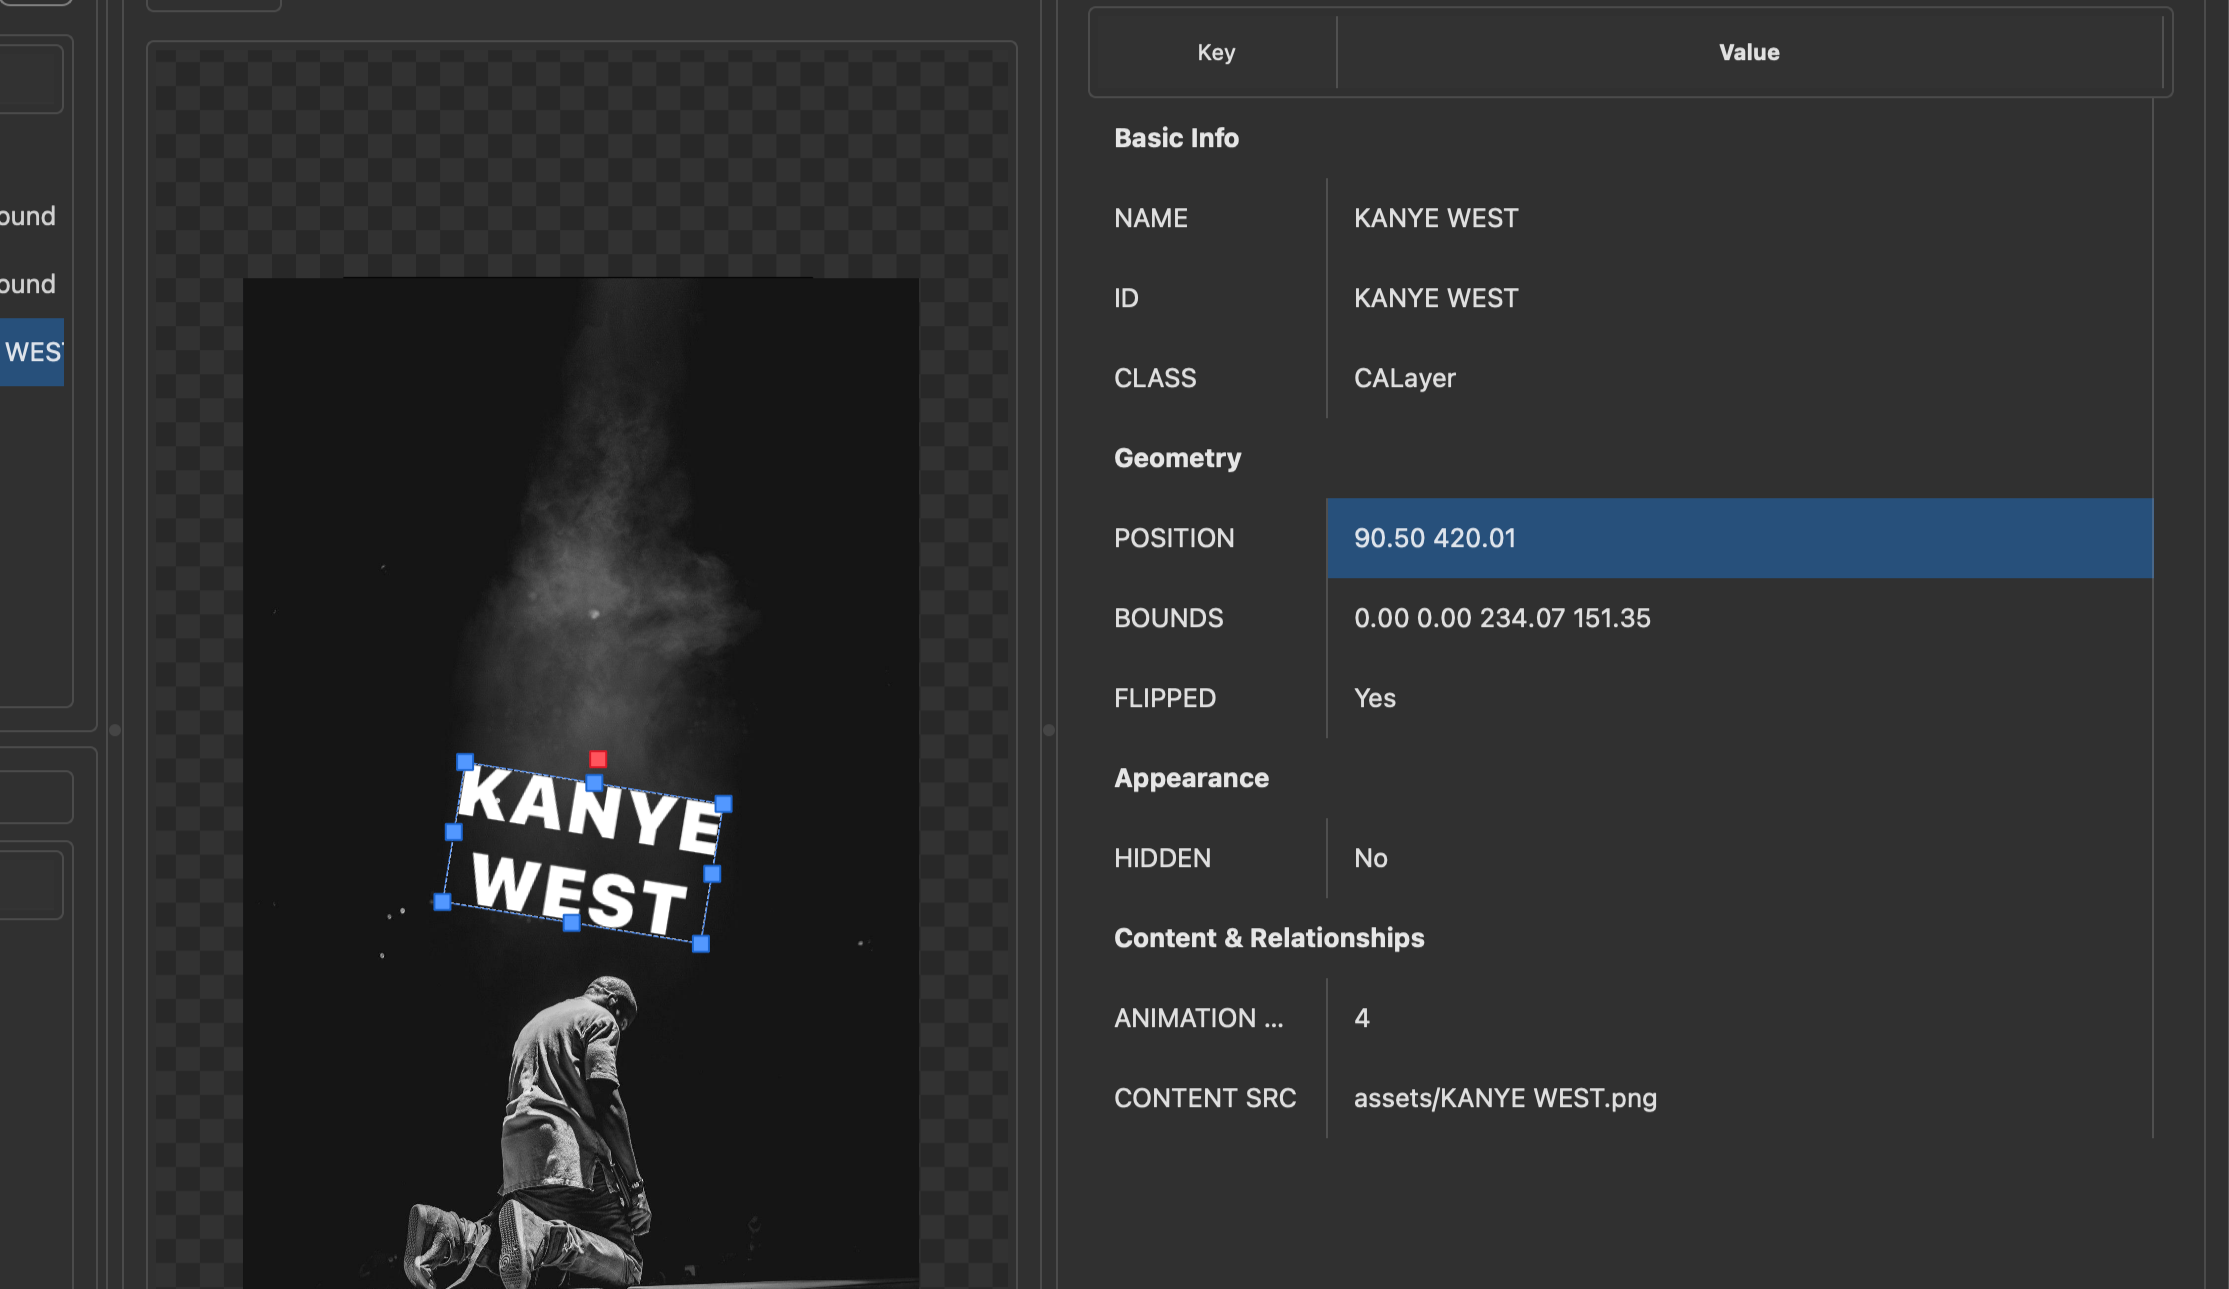 ound
ound
WEST
KANYE
WEST
Key Value
Basic Info
NAME KANYE WEST
ID KANYE WEST
CLASS CALayer
Geometry
POSITION 90.50 420.01
BOUNDS 0.00 0.00 234.07 151.35
FLIPPED Yes
Appearance
HIDDEN No
Content & Relationships
ANIMATION ... 4
CONTENT SRC assets/KANYE WEST.png